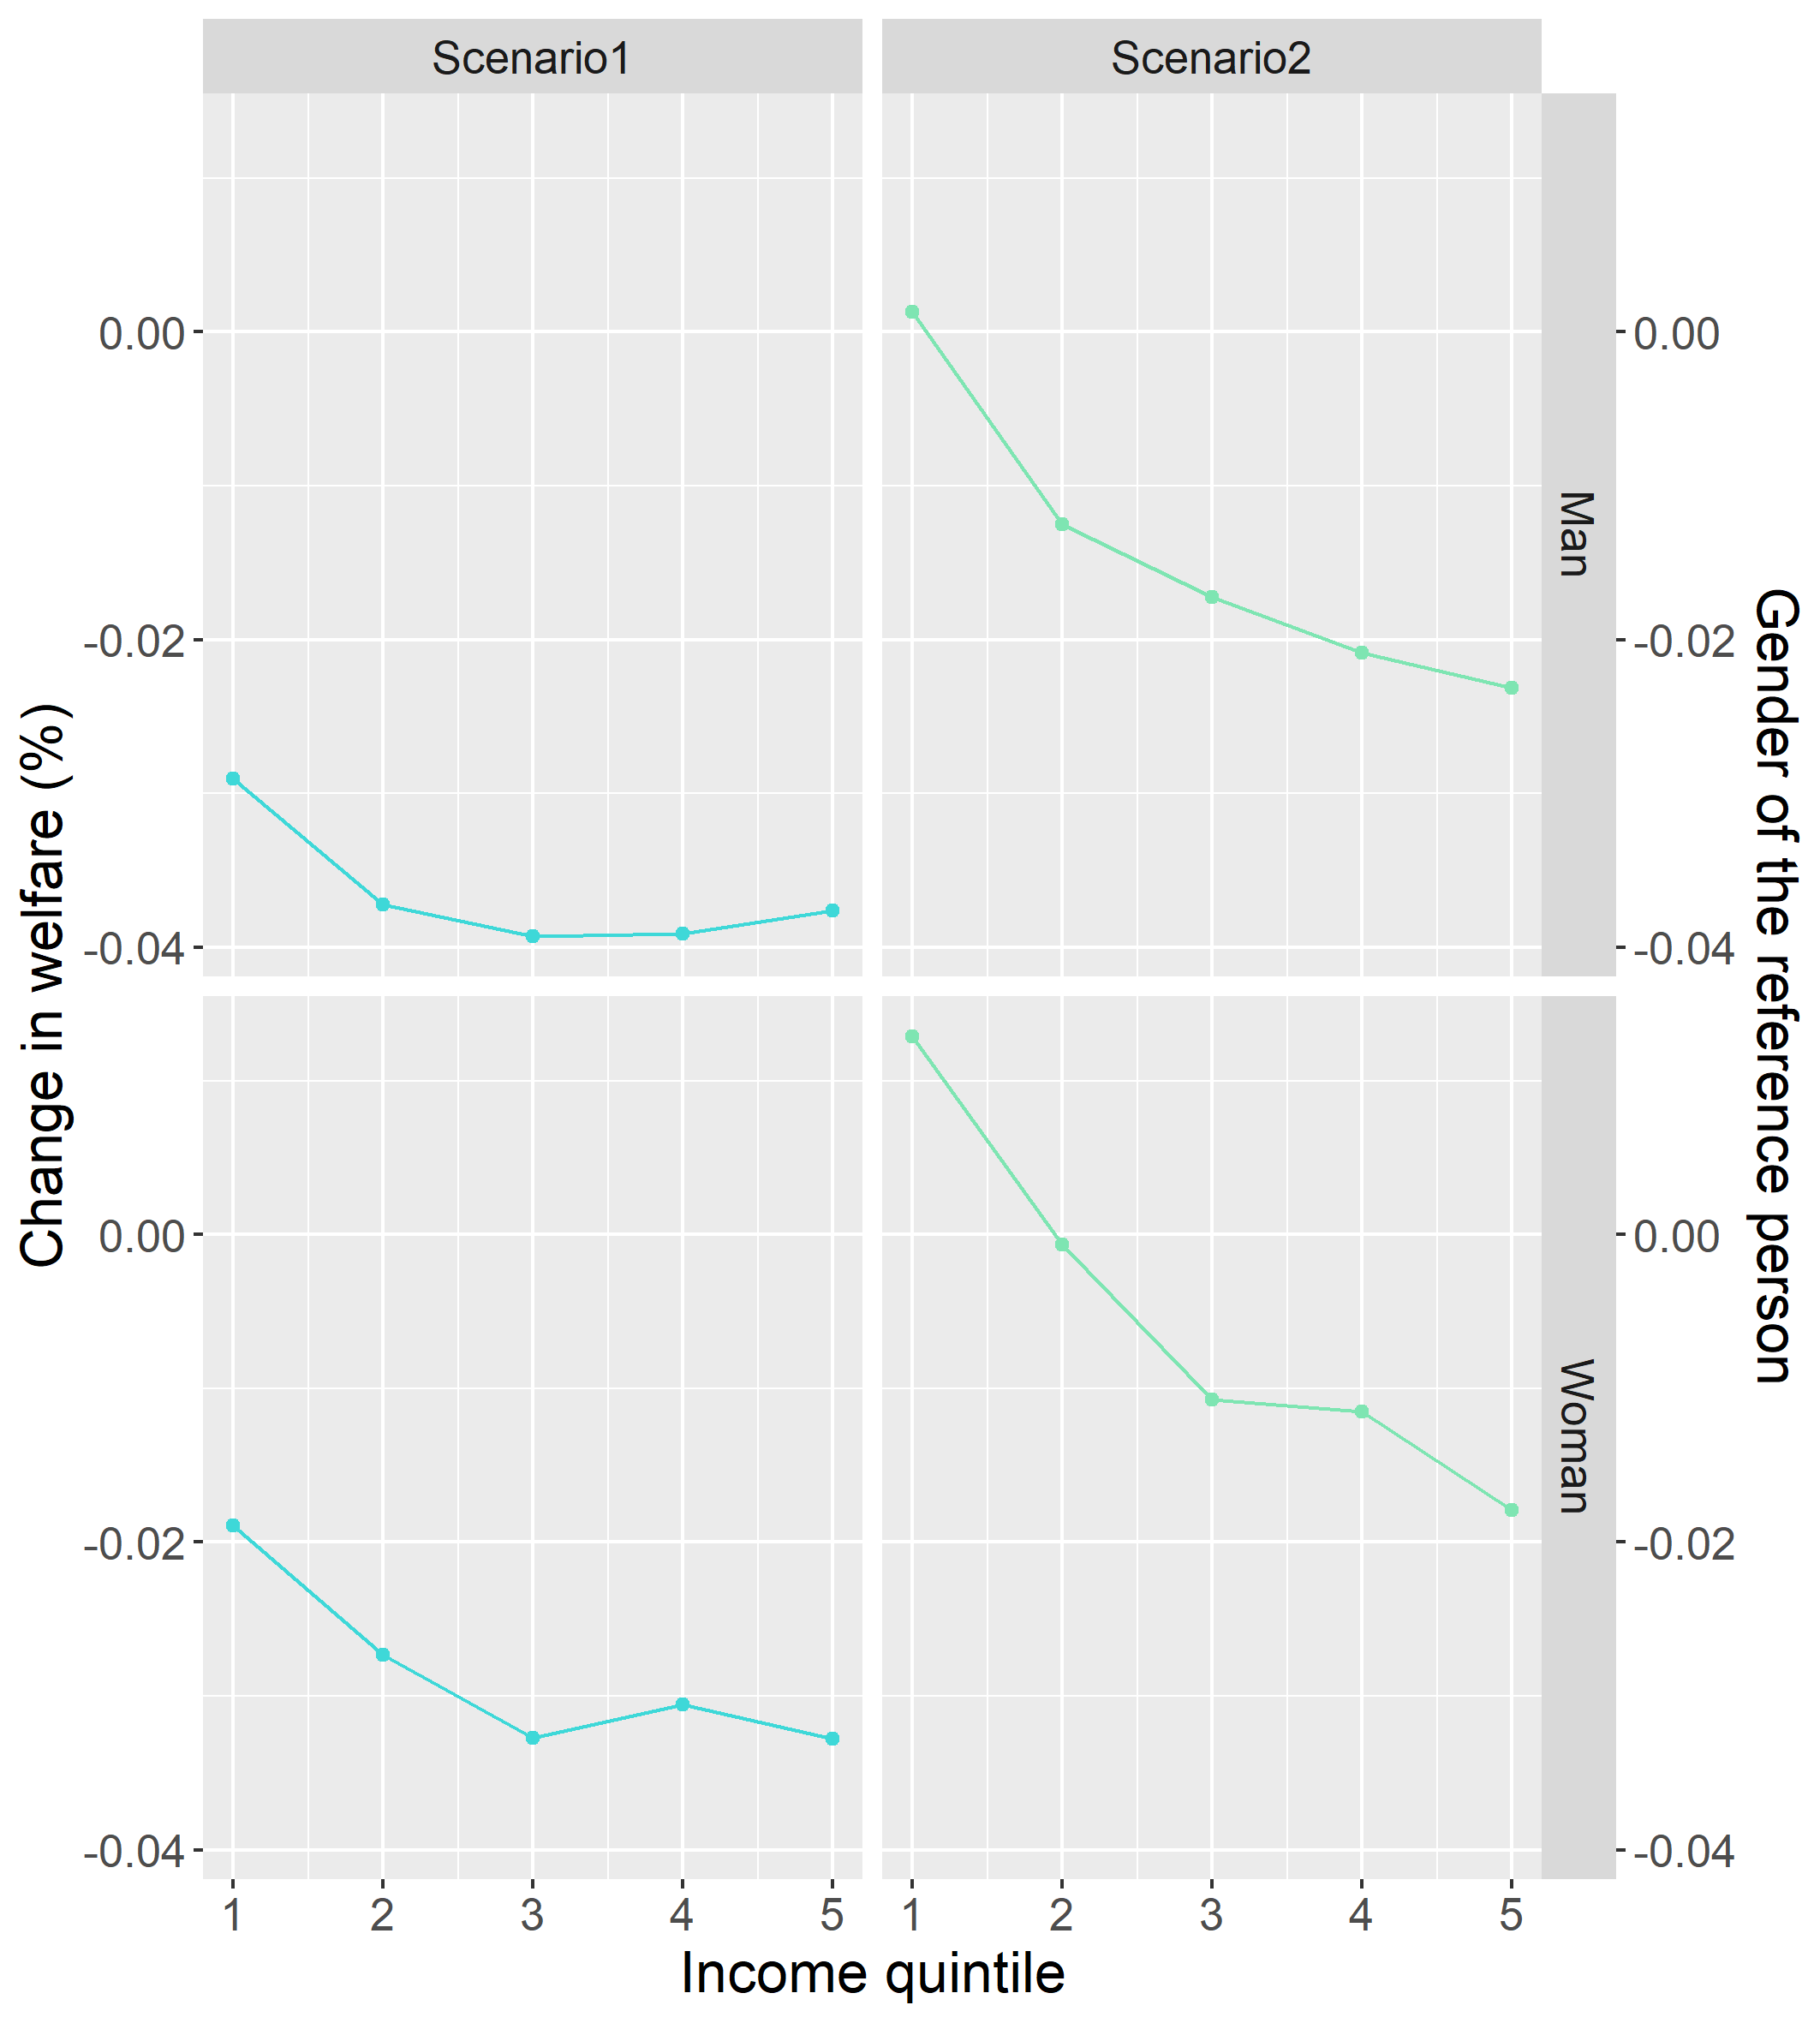 Scenario1
Scenario2
0.00
-0.02
-0.04
0.00
-0.02
-0.04
Man
0.00
-0.02
-0.04
0.00
-0.02
-0.04
Woman
1 2 3 4 5
1 2 3 4 5
Income quintile
Change in welfare (%)
Gender of the reference person